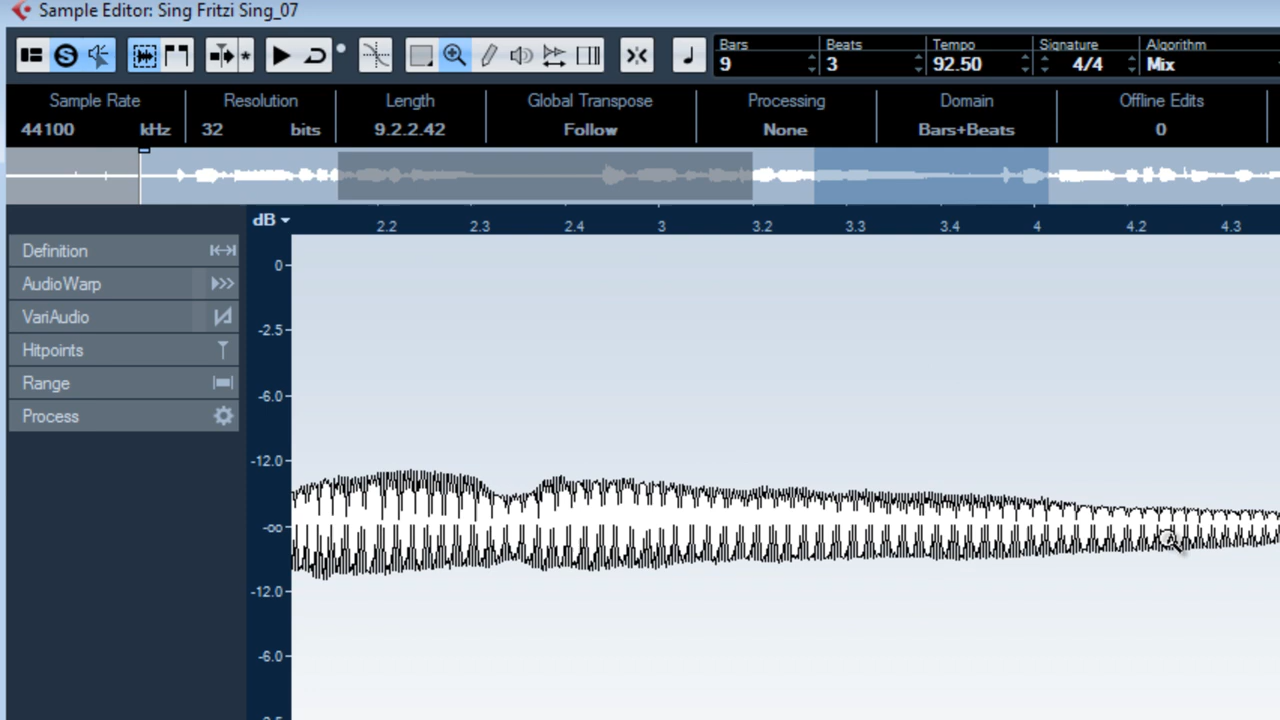 Sample Editor: Sing Fritzi Sing_07
Bars Beats Tempo Signature Algorithm
9 3 92.50 4/4 Mix
Sample Rate Resolution Length Global Transpose Processing Domain Offline Edits
44100 kHz 32 bits 9.2.2.42 Follow None Bars+Beats 0
dB 2.2 2.3 2.4 3 3.2 3.3 3.4 4 4.2 4.3
Definition
AudioWarp
VariAudio
Hitpoints
Range
Process
0
-2.5
-6.0
-12.0
-oo
-12.0
-6.0